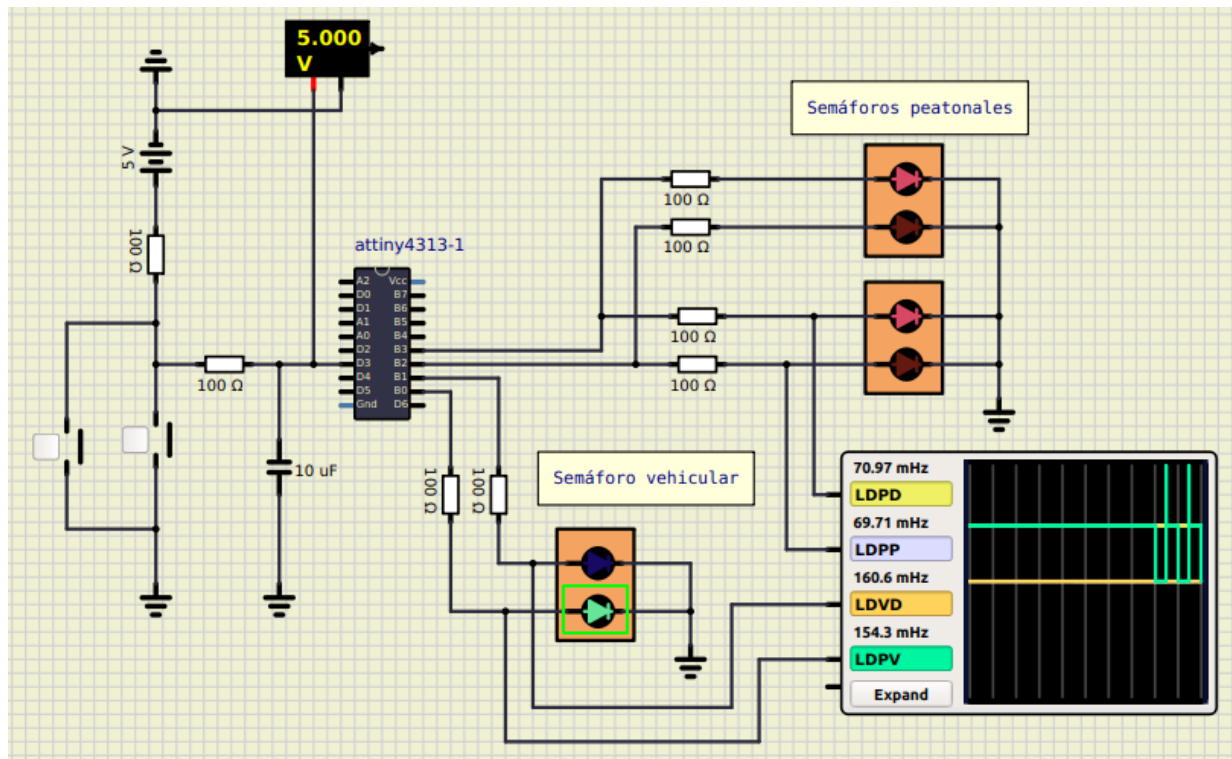 5.000
V
Semáforos peatonales
5 V
100 Ω
100 Ω
100 Ω
attiny4313-1
A2 Vcc
D0 B7
D1 B6
A1 B5
A0 B4
D2 B3
D3 B2
D4 B1
D5 B0
Gnd D6
100 Ω
100 Ω
100 Ω
10 uF
100 Ω
100 Ω
Semáforo vehicular
70.97 mHz
LDPD
69.71 mHz
LDPP
160.6 mHz
LDVD
154.3 mHz
LDPV
Expand